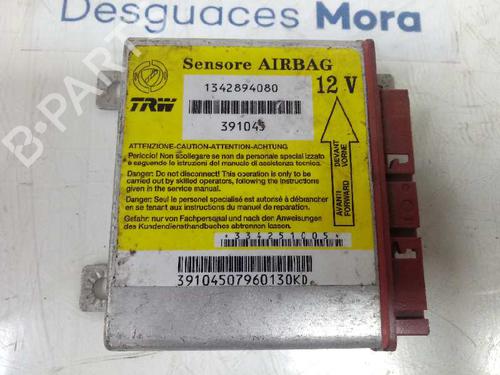 Desguaces Mora
B-PARTS
Sensore AIRBAG
1342894080
12 V
TRW
391045
ATTENZIONE-CAUTION-ATTENTION-ACHTUNG
Pericolo! Non scollegare se non da personale specializzato
e seguendo le istruzioni del manuale di assistenza tecnica.
Danger: Do not disconnect! This operation is only to be
carried out by skilled operators, following the instructions
given in the service manual.
Danger: Seul le personel specialisé est autorisé à débrancher
en se tenant aux instructions du manuel de reparation.
Gefahr: nur von Fachpersonal und nach den Anweisungen
des Kundendiensthandbuches abtrennen lassen.
AVANTI DEVANT
FORWARD VORNE
*334251C05*
39104507960130KD